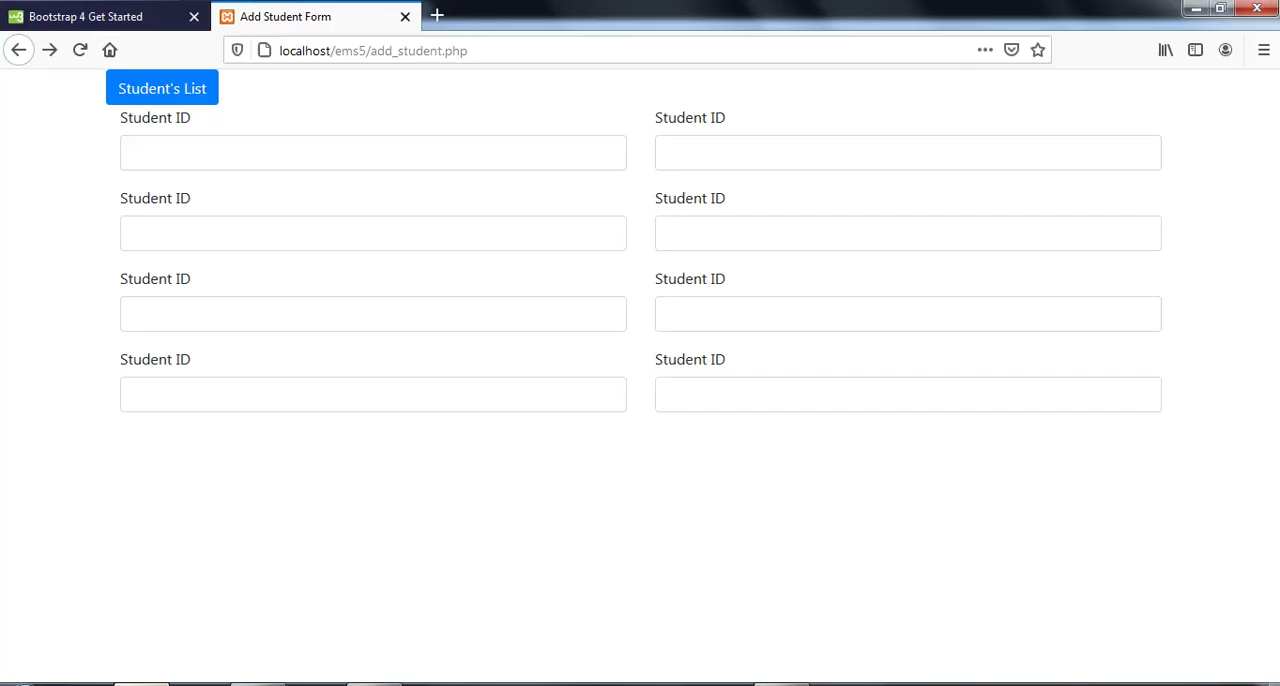 Bootstrap 4 Get Started
Add Student Form
localhost/ems5/add_student.php
Student's List
Student ID Student ID
Student ID Student ID
Student ID Student ID
Student ID Student ID